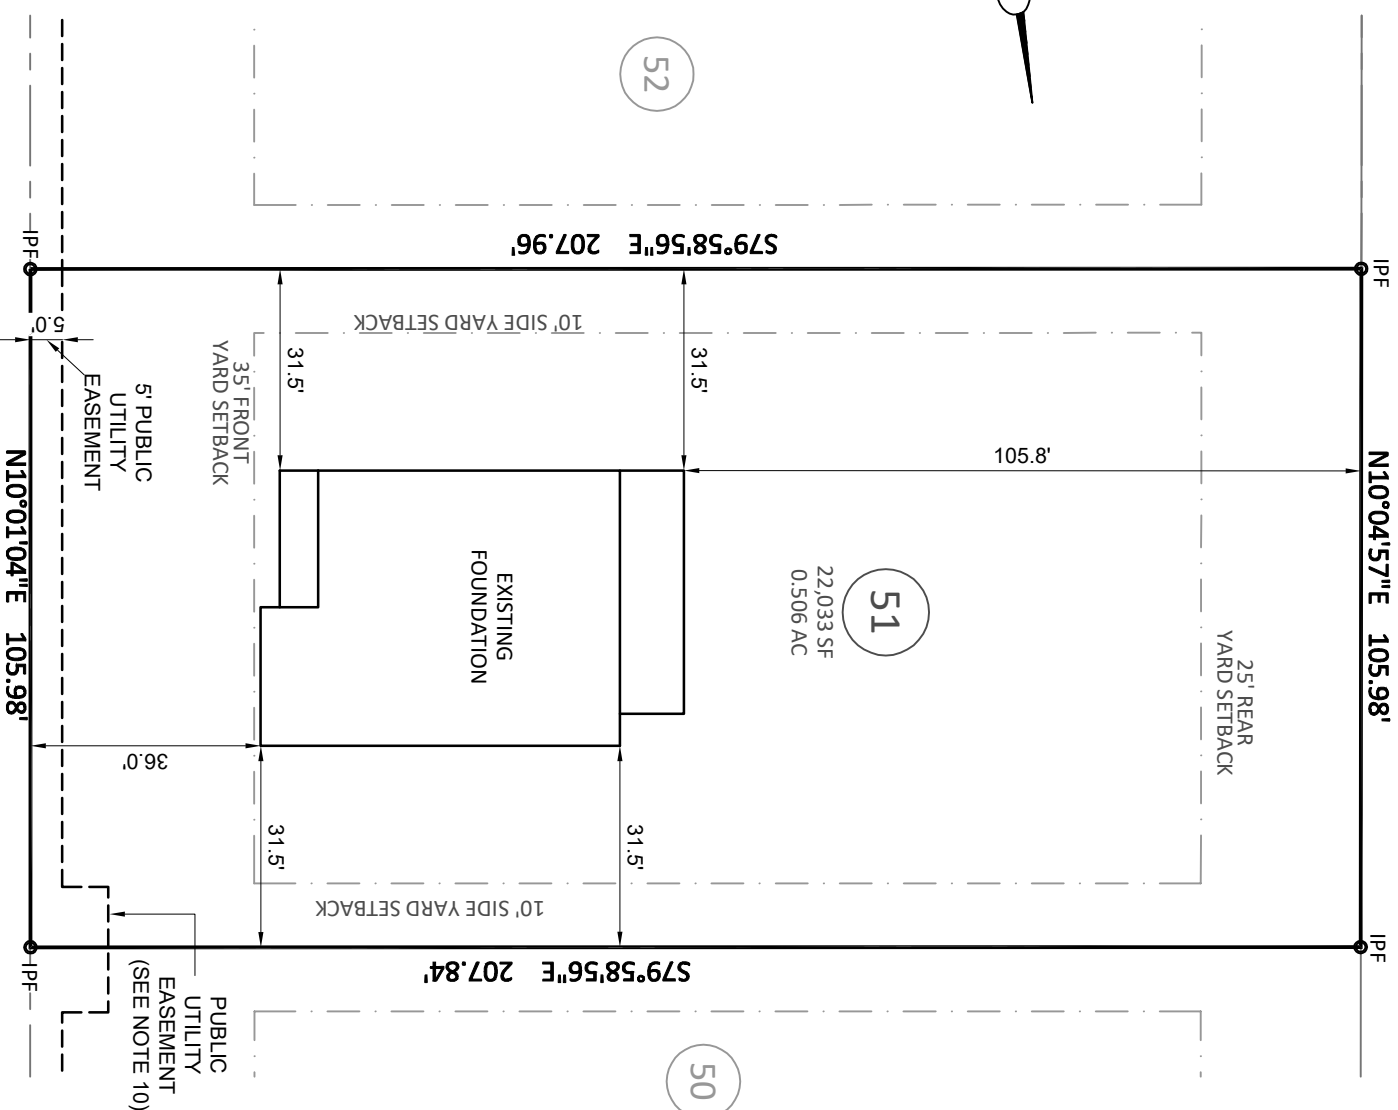 52
S79°58'56"E 207.96'
IPF
IPF
5.0'
10' SIDE YARD SETBACK
31.5'
31.5'
35' FRONT
YARD SETBACK
5' PUBLIC
UTILITY
EASEMENT
105.8'
N10°01'04"E 105.98'
N10°04'57"E 105.98'
EXISTING
FOUNDATION
51
22,033 SF
0.506 AC
25' REAR
YARD SETBACK
36.0'
31.5'
31.5'
10' SIDE YARD SETBACK
IPF
IPF
S79°58'56"E 207.84'
PUBLIC
UTILITY
EASEMENT
(SEE NOTE 10)
50